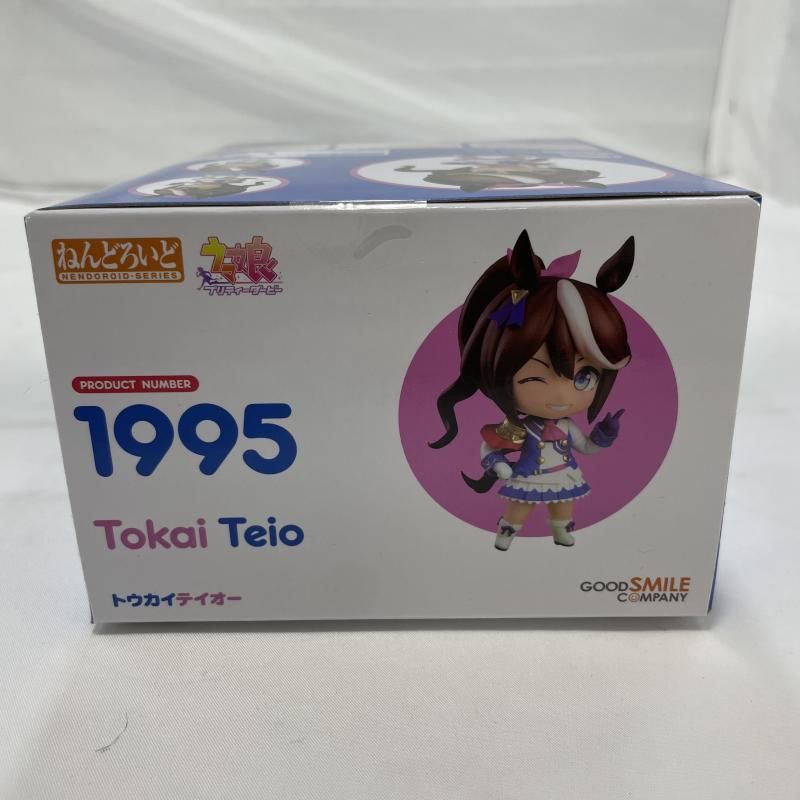 ねんどろいど
NENDOROID-SERIES
ウマ娘
プリティーダービー
PRODUCT NUMBER
1995
Tokai Teio
トウカイテイオー
GOOD SMILE
COMPANY